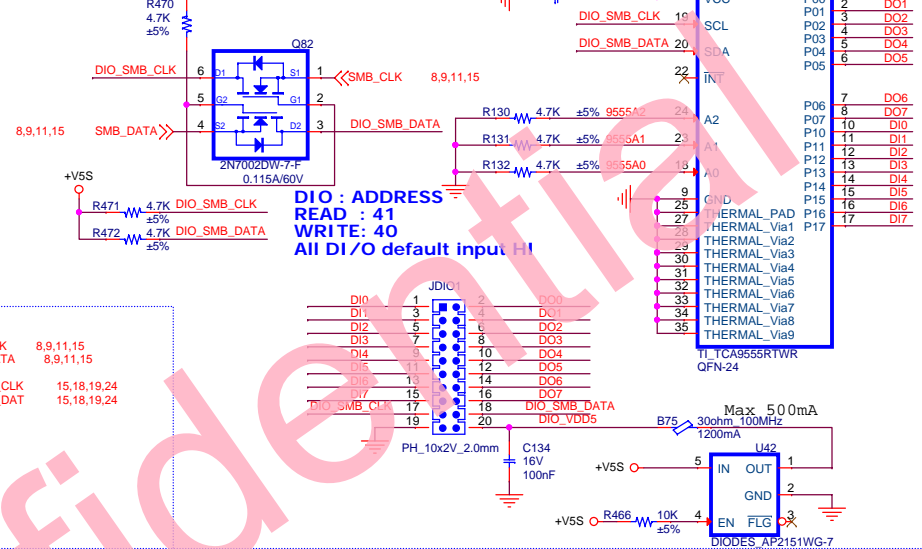 R470
4.7K
±5%
Q82
DIO_SMB_CLK 6 D1 S1 1 SMB_CLK 8,9,11,15
5 G2 G1 2
8,9,11,15 SMB_DATA 4 S2 D2 3 DIO_SMB_DATA
2N7002DW-7-F
0.115A/60V
+V5S
R471 4.7K DIO_SMB_CLK
±5%
R472 4.7K DIO_SMB_DATA
±5%
DIO : ADDRESS
READ : 41
WRITE: 40
All DI/O default input HI
DIO_SMB_CLK 19 SCL
DIO_SMB_DATA 20 SDA
22 INT
R130 4.7K ±5% 9555A2 24 A2
R131 4.7K ±5% 9555A1 23 A1
R132 4.7K ±5% 9555A0 18 A0
9 GND
25 THERMAL_PAD
27 THERMAL_Via1
28 THERMAL_Via2
29 THERMAL_Via3
30 THERMAL_Via4
31 THERMAL_Via5
32 THERMAL_Via6
33 THERMAL_Via7
34 THERMAL_Via8
35 THERMAL_Via9
P01 2 DO1
P02 3 DO2
P03 4 DO3
P04 5 DO4
P05 6 DO5
P06 7 DO6
P07 8 DO7
P10 10 DI0
P11 11 DI1
P12 12 DI2
P13 13 DI3
P14 14 DI4
P15 15 DI5
P16 16 DI6
P17 17 DI7
TI_TCA9555RTWR
QFN-24
JDIO1
DI0 1 2 DO0
DI1 3 4 DO1
DI2 5 6 DO2
DI3 7 8 DO3
DI4 9 10 DO4
DI5 11 12 DO5
DI6 13 14 DO6
DI7 15 16 DO7
DIO_SMB_CLK 17 18 DIO_SMB_DATA
19 20 DIO_VDD5
PH_10x2V_2.0mm
K 8,9,11,15
TA 8,9,11,15
CLK 15,18,19,24
DAT 15,18,19,24
C134
16V
100nF
Max 500mA
B75 30ohm_100MHz
1200mA
U42
+V5S 5 IN OUT 1
GND 2
+V5S R466 10K 4 EN FLG 3
±5%
DIODES_AP2151WG-7
fidential